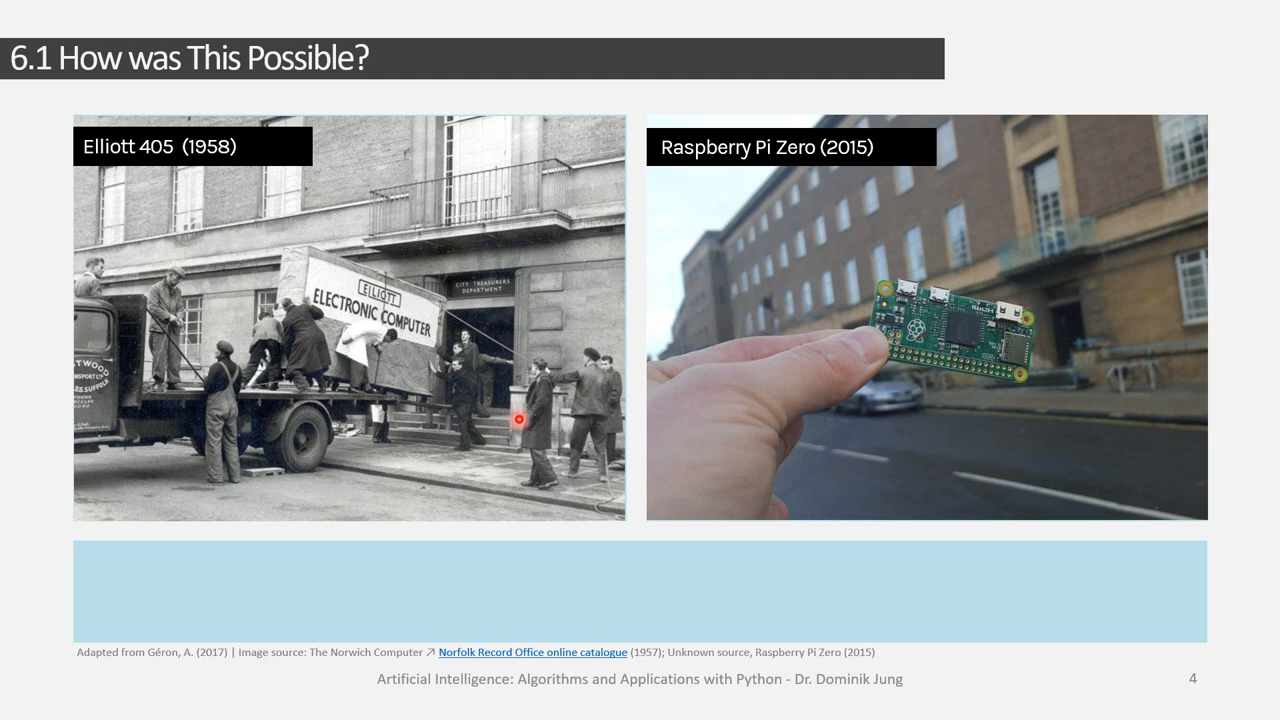 6.1 How was This Possible?
Elliott 405 (1958)
Raspberry Pi Zero (2015)
CITY TREASURERS
DEPARTMENT
ELLIOTT
ELECTRONIC COMPUTER
Adapted from Géron, A. (2017) | Image source: The Norwich Computer ↗ Norfolk Record Office online catalogue (1957); Unknown source, Raspberry Pi Zero (2015)
Artificial Intelligence: Algorithms and Applications with Python - Dr. Dominik Jung
4